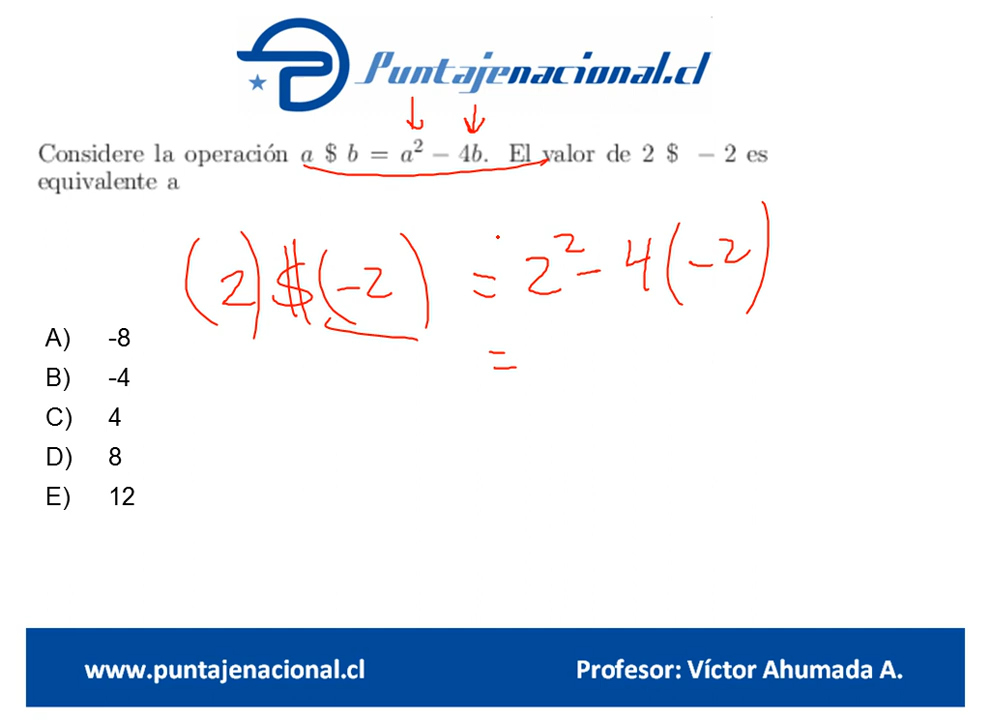 Puntajenacional.cl
Considere la operación a $ b = a² − 4b. El valor de 2 $ − 2 es
equivalente a
(2) $ (-2) = 2² - 4(-2)
=
A) -8
B) -4
C) 4
D) 8
E) 12
www.puntajenacional.cl Profesor: Víctor Ahumada A.